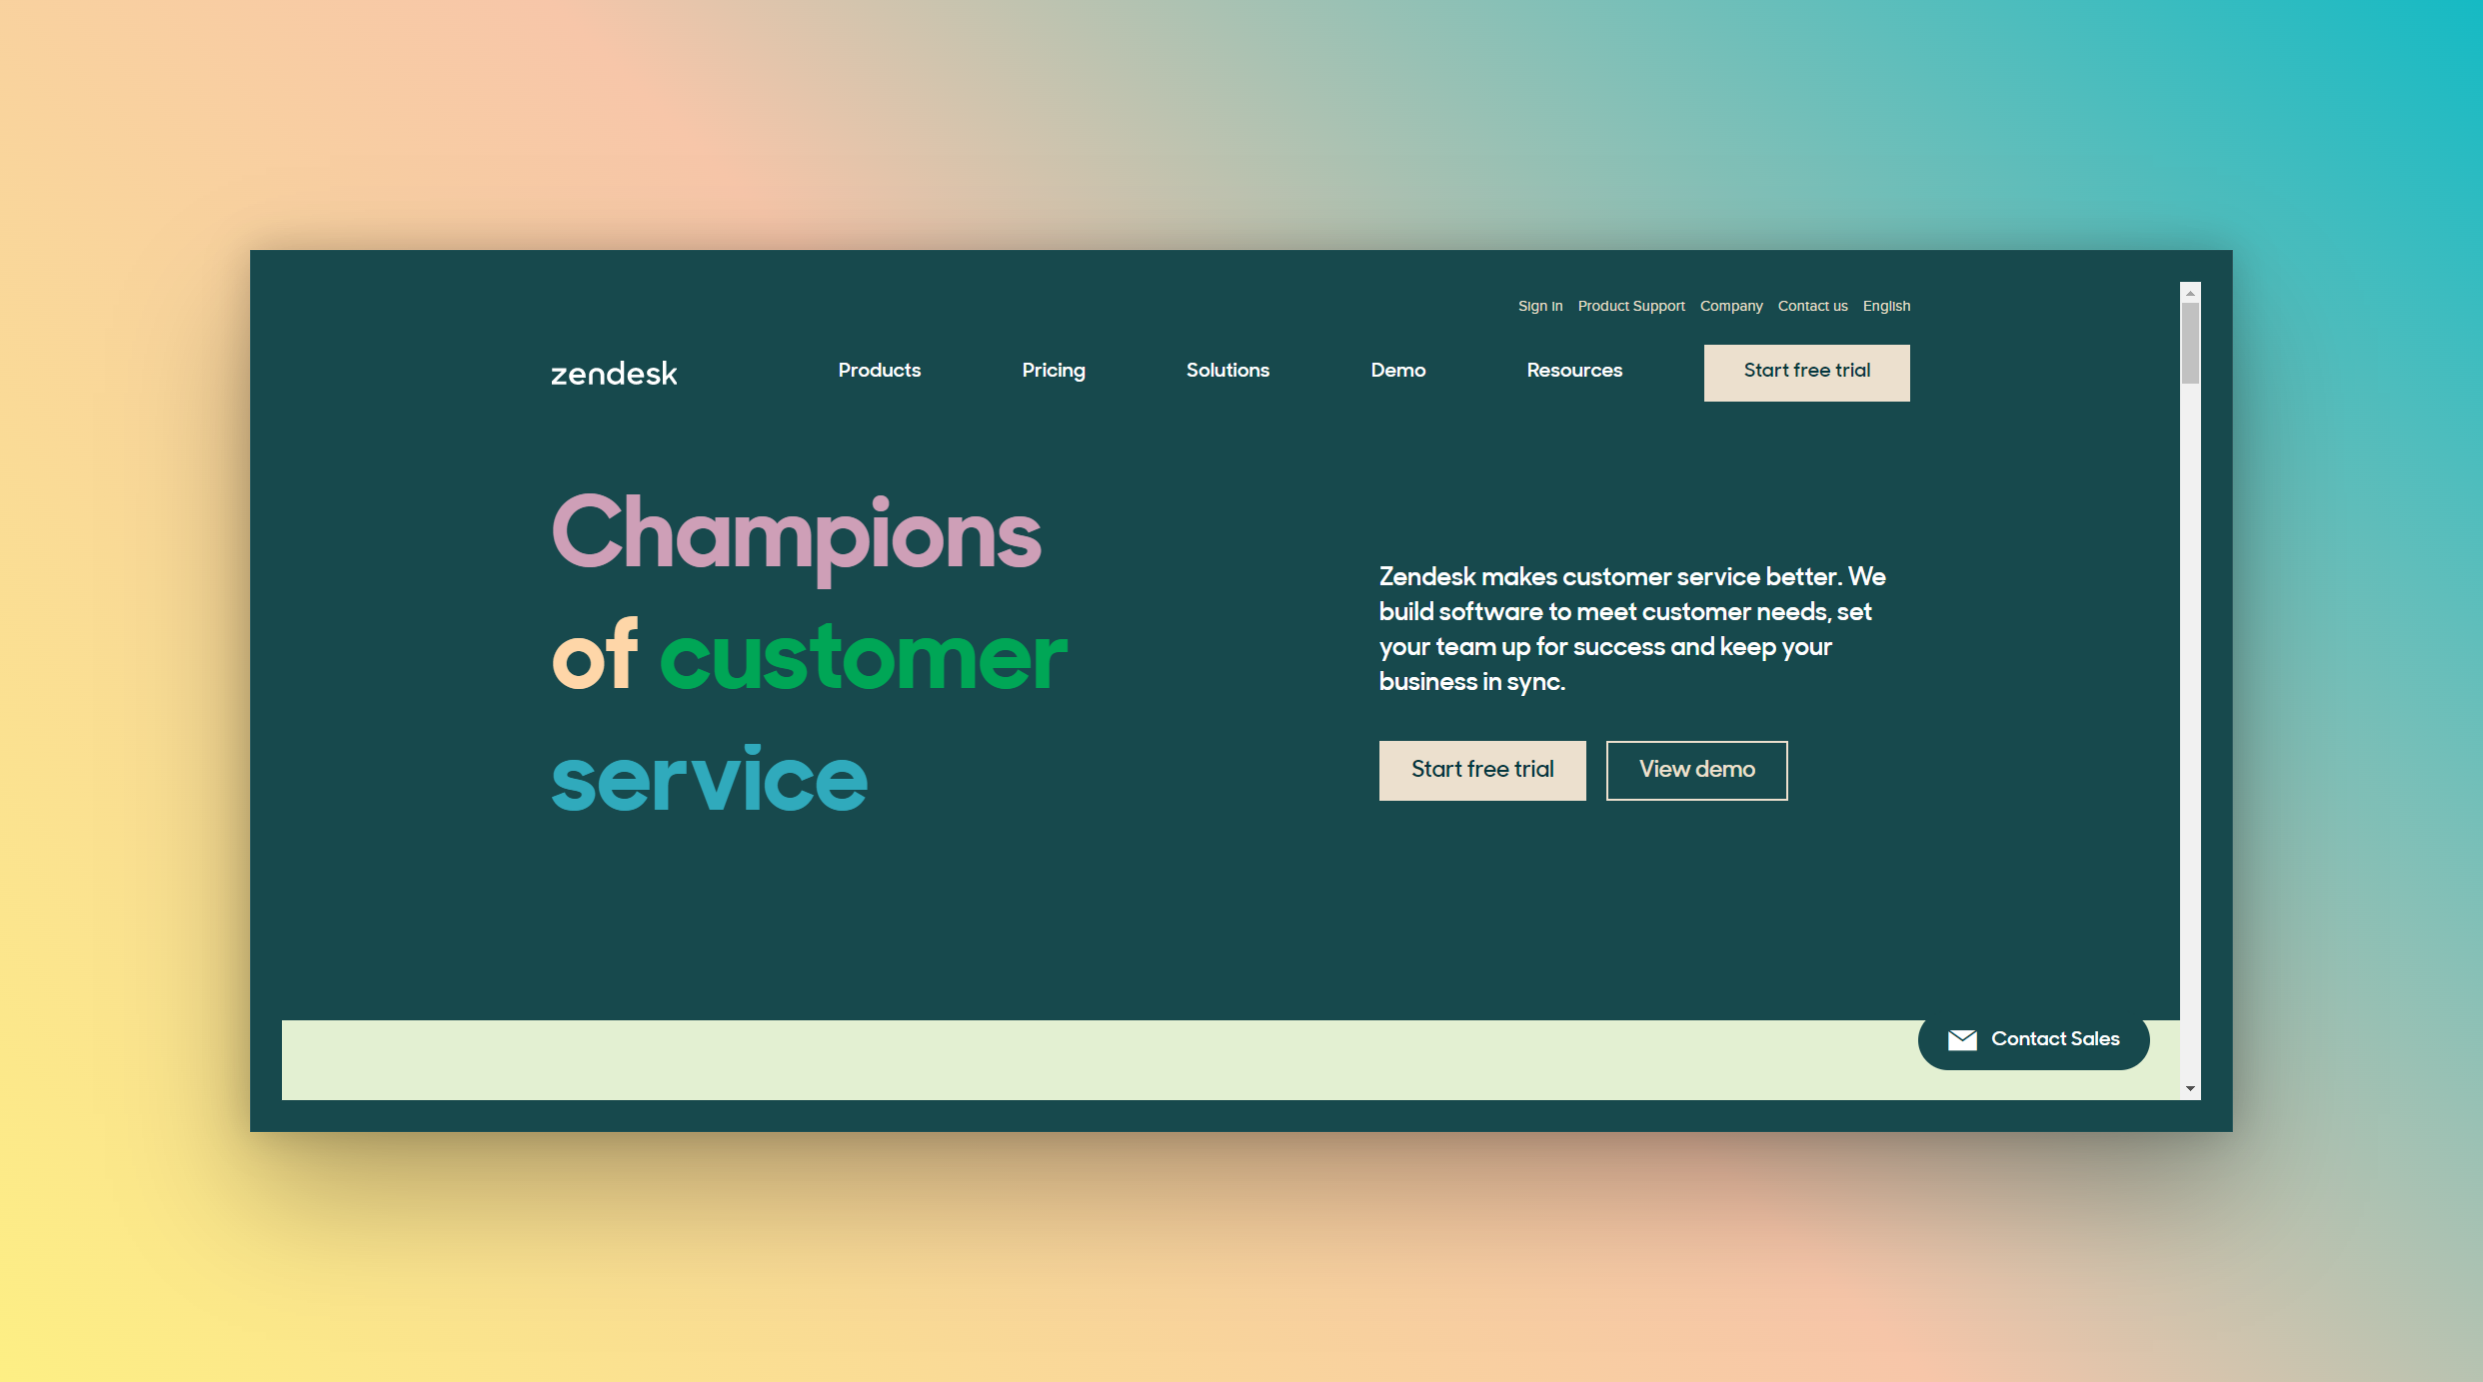 Sign in Product Support Company Contact us English
zendesk Products Pricing Solutions Demo Resources Start free trial
Champions
of customer
service
Zendesk makes customer service better. We
build software to meet customer needs, set
your team up for success and keep your
business in sync.
Start free trial View demo
Contact Sales